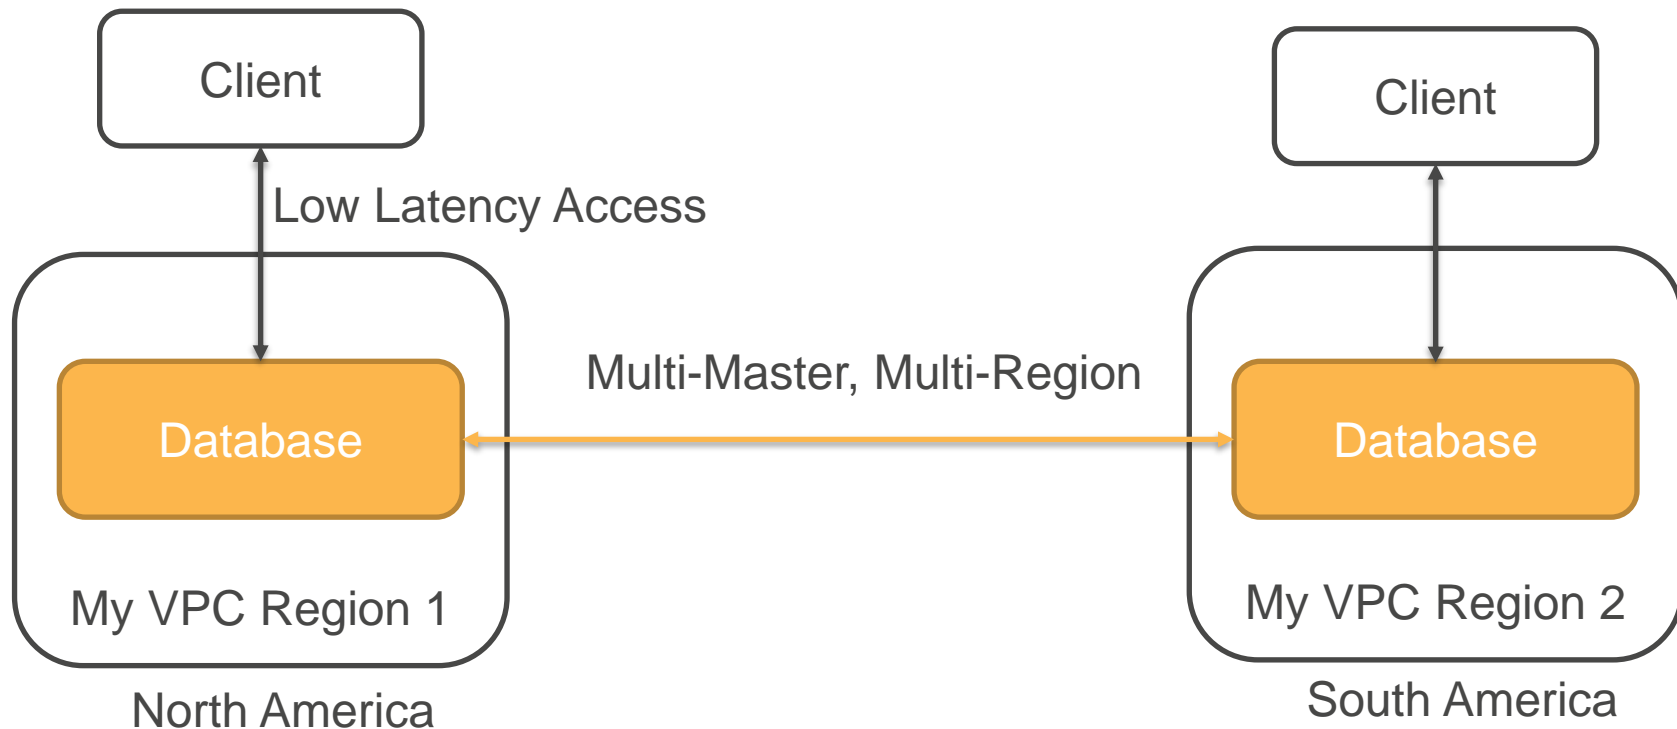 Client
Client
Low Latency Access
Multi-Master, Multi-Region
Database
Database
My VPC Region 1
My VPC Region 2
North America
South America